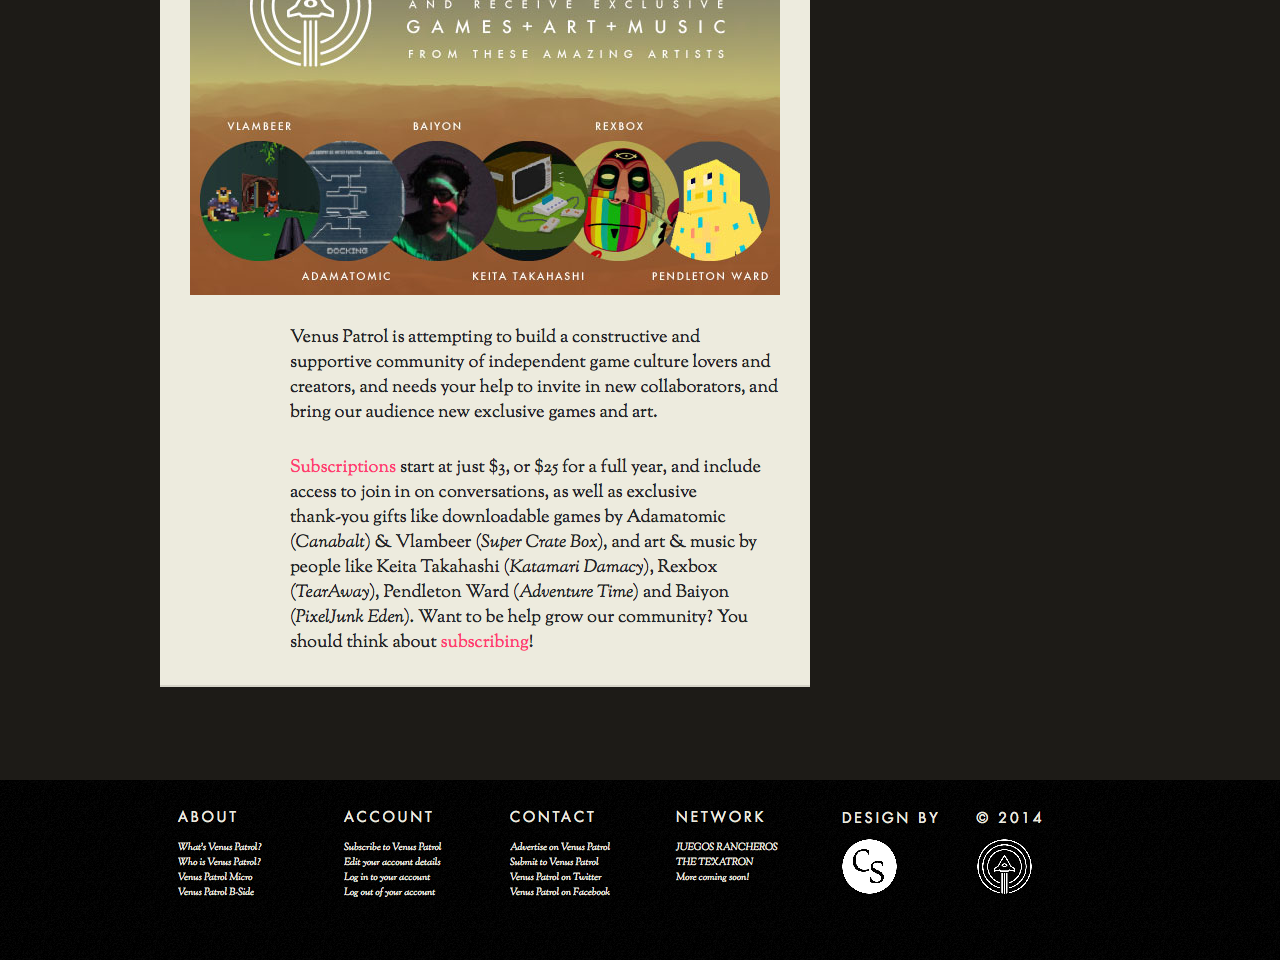 AND RECEIVE EXCLUSIVE
GAMES+ART+MUSIC
FROM THESE AMAZING ARTISTS
VLAMBEER
BAIYON
REXBOX
DOCKING
ADAMATOMIC
KEITA TAKAHASHI
PENDLETON WARD
Venus Patrol is attempting to build a constructive and
supportive community of independent game culture lovers and
creators, and needs your help to invite in new collaborators, and
bring our audience new exclusive games and art.
Subscriptions start at just $3, or $25 for a full year, and include
access to join in on conversations, as well as exclusive
thank-you gifts like downloadable games by Adamatomic
(Canabalt) & Vlambeer (Super Crate Box), and art & music by
people like Keita Takahashi (Katamari Damacy), Rexbox
(TearAway), Pendleton Ward (Adventure Time) and Baiyon
(PixelJunk Eden). Want to be help grow our community? You
should think about subscribing!
ABOUT
What's Venus Patrol?
Who is Venus Patrol?
Venus Patrol Micro
Venus Patrol B-Side
ACCOUNT
Subscribe to Venus Patrol
Edit your account details
Log in to your account
Log out of your account
CONTACT
Advertise on Venus Patrol
Submit to Venus Patrol
Venus Patrol on Twitter
Venus Patrol on Facebook
NETWORK
JUEGOS RANCHEROS
THE TEXATRON
More coming soon!
DESIGN BY
CS
© 2014